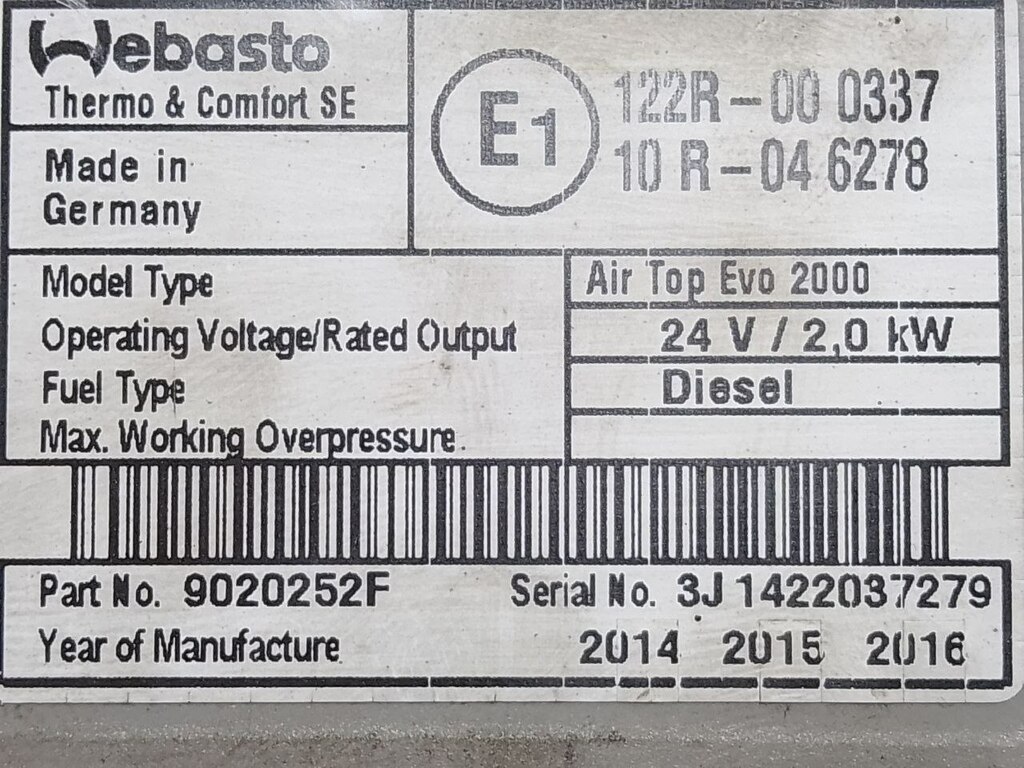 Webasto
Thermo & Comfort SE
Made in
Germany
E1
122R-00 0337
10 R-04 6278
Model Type Air Top Evo 2000
Operating Voltage/Rated Output 24 V / 2,0 kW
Fuel Type Diesel
Max. Working Overpressure
Part No. 9020252F Serial No. 3J 1422037279
Year of Manufacture 2014 2015 2016